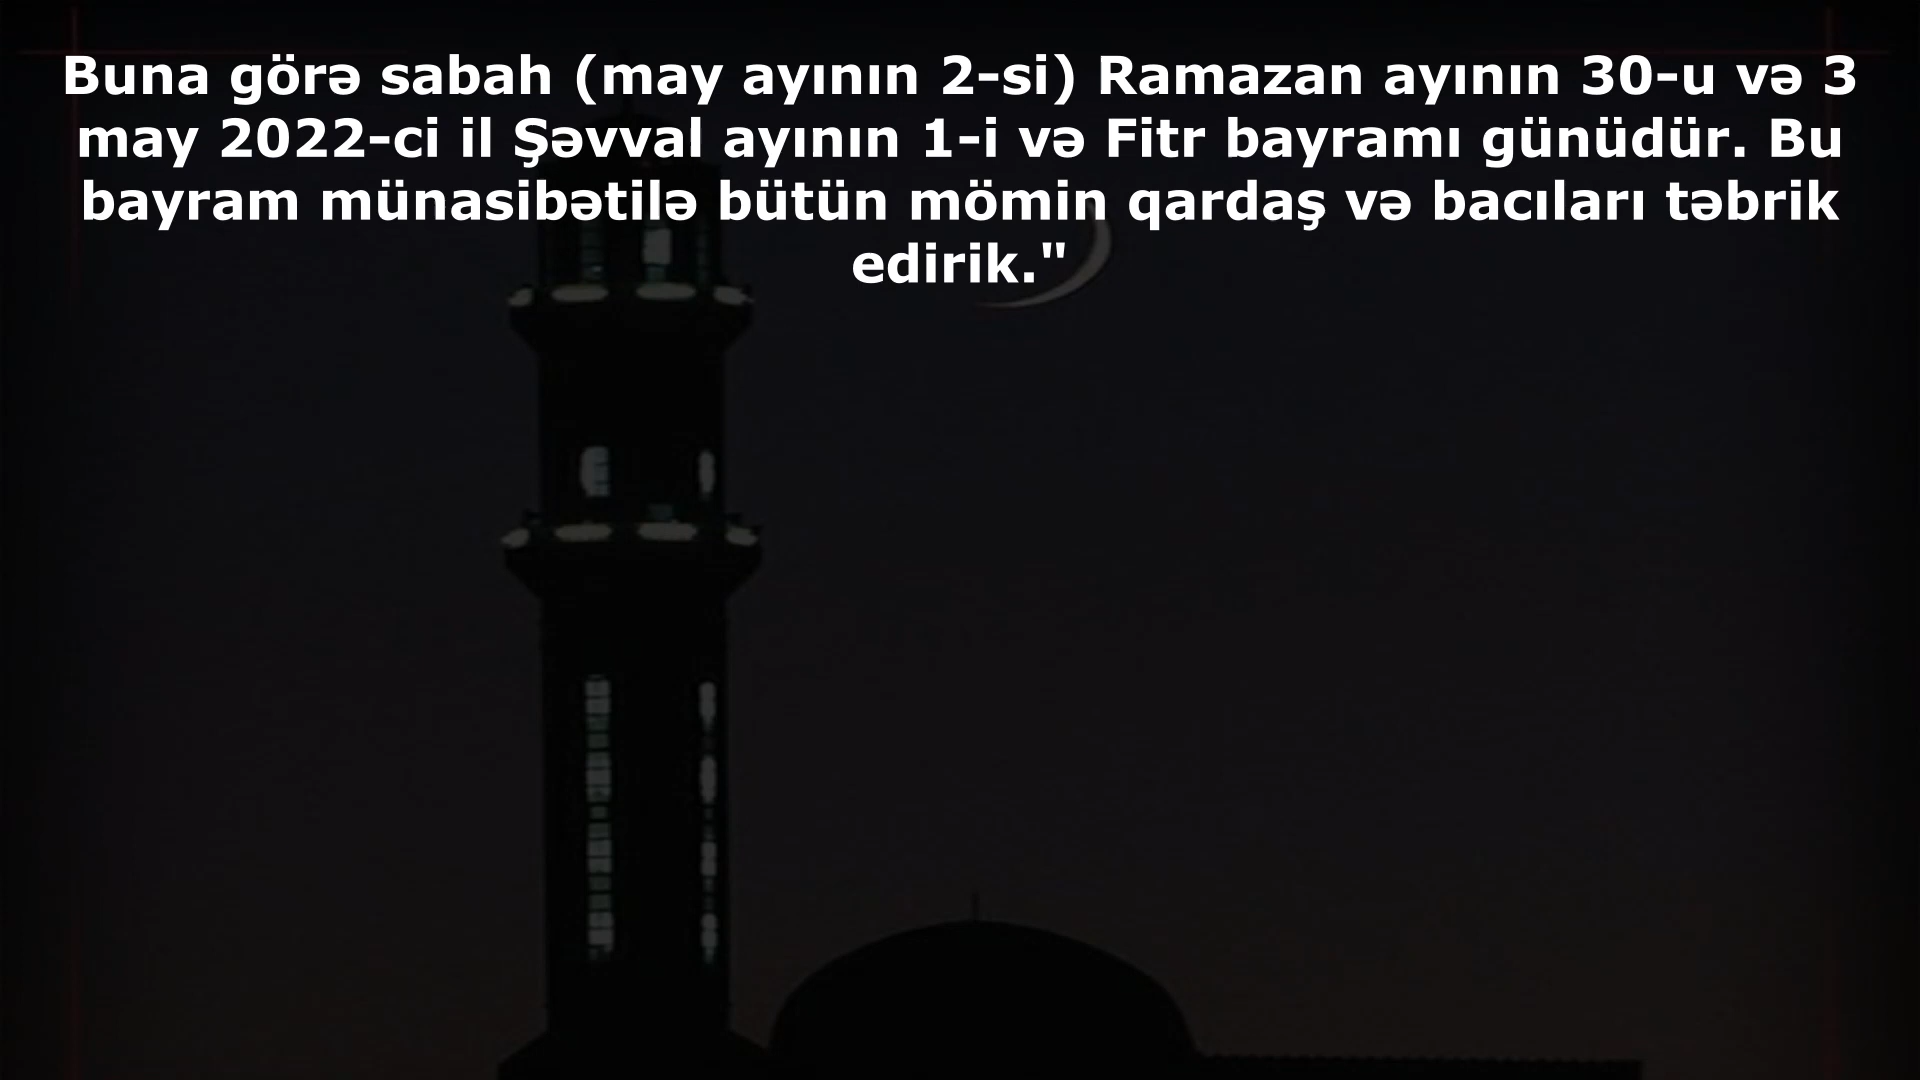 Buna görə sabah (may ayının 2-si) Ramazan ayının 30-u və 3
may 2022-ci il Şəvval ayının 1-i və Fitr bayramı günüdür. Bu
bayram münasibətilə bütün mömin qardaş və bacıları təbrik
edirik."